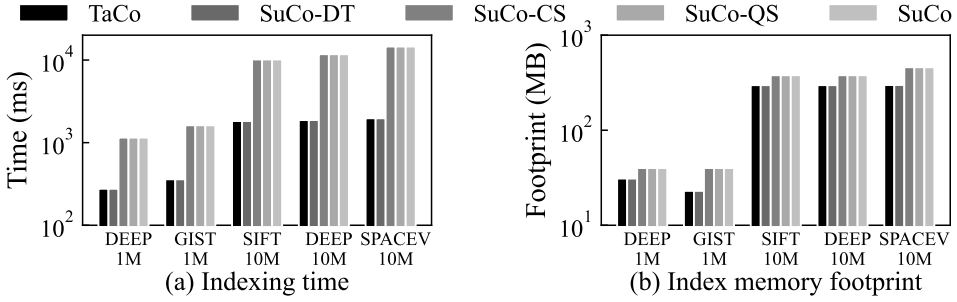 TaCo SuCo-DT SuCo-CS SuCo-QS SuCo
Time (ms)
10^4
10^3
10^2
DEEP 1M GIST 1M SIFT 10M DEEP 10M SPACEV 10M
(a) Indexing time
Footprint (MB)
10^3
10^2
10^1
DEEP 1M GIST 1M SIFT 10M DEEP 10M SPACEV 10M
(b) Index memory footprint